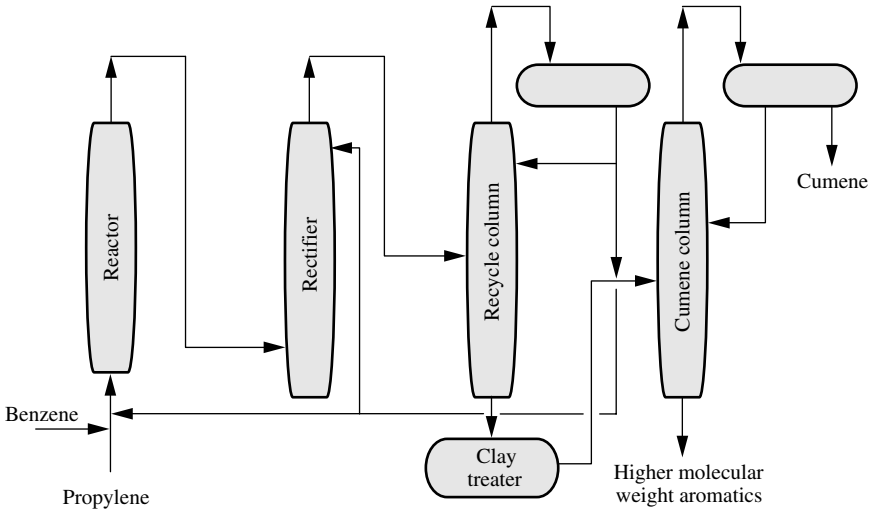 Reactor
Rectifier
Recycle column
Cumene column
Cumene
Benzene
Propylene
Clay
treater
Higher molecular
weight aromatics